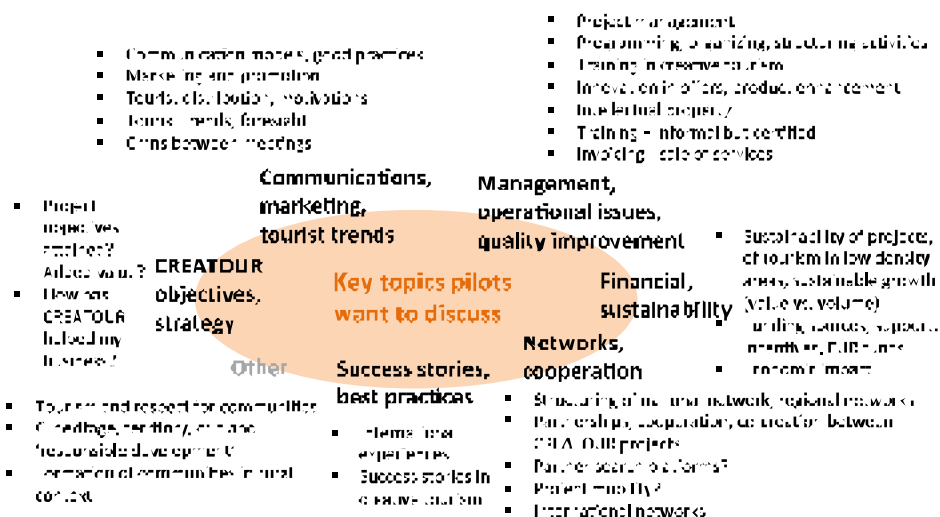 Communication models, good practices
Marketing and promotion
Tourist distribution, motivations
Tourist trends, foresight
between meetings
Project management
Programming, organizing, structuring activities
Training in creative tourism
Innovation in offers, product enhancement
Intellectual property
Training – informal but certified
Invoicing sale of services
Communications,
marketing,
tourist trends
Management,
operational issues,
quality improvement
Project
objectives
attained?
Added value?
How has
CREATOUR
helped my
business?
CREATOUR
objectives,
strategy
Key topics pilots
want to discuss
Financial,
sustainability
Sustainability of projects,
of tourism in low density
areas, sustainable growth
(value vs. volume)
Funding sources, support,
incentives, EUR funds
Economic impact
Other
Success stories,
best practices
Networks,
cooperation
Tourism and respect for communities
heritage, territory, and
responsible development
Formation of communities in rural
context
International
experiences
Success stories in
creative tourism
Structuring of national network, regional networks
Partnerships, cooperation, connection between
CREATOUR projects
Partner search platforms?
Project mobility?
International networks